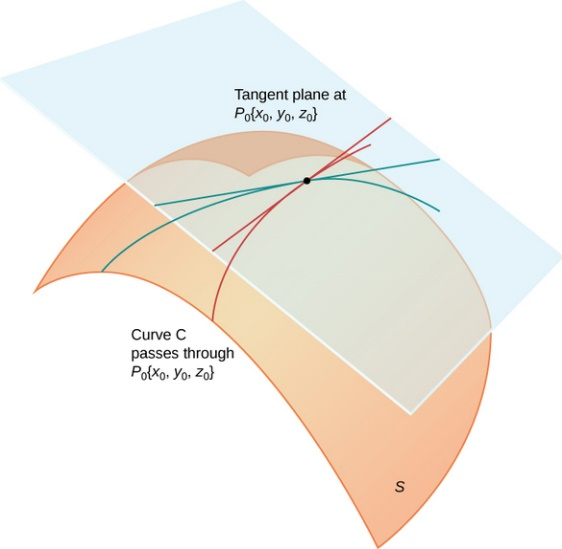 Tangent plane at
P₀{x₀, y₀, z₀}
Curve C
passes through
P₀{x₀, y₀, z₀}
S